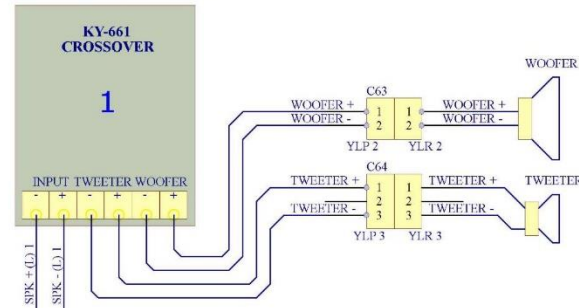 KY-661
CROSSOVER
1
INPUT TWEETER WOOFER
- + - + - +
SPK + (L) 1
SPK - (L) 1
C63
WOOFER + 1 1 WOOFER +
WOOFER - 2 2 WOOFER -
YLP 2 YLR 2
WOOFER
C64
TWEETER + 1 1 TWEETER +
2 2
TWEETER - 3 3 TWEETER -
YLP 3 YLR 3
TWEETER